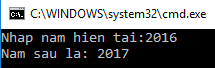 C:\WINDOWS\system32\cmd.exe
Nhap nam hien tai:2016
Nam sau la: 2017